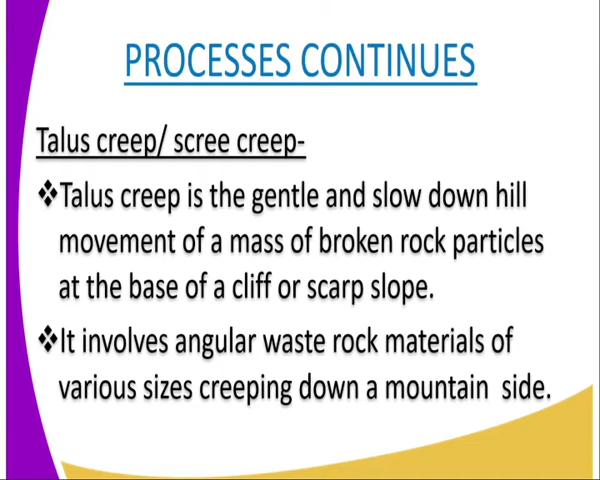 PROCESSES CONTINUES
Talus creep/ scree creep-
❖Talus creep is the gentle and slow down hill
movement of a mass of broken rock particles
at the base of a cliff or scarp slope.
❖It involves angular waste rock materials of
various sizes creeping down a mountain  side.